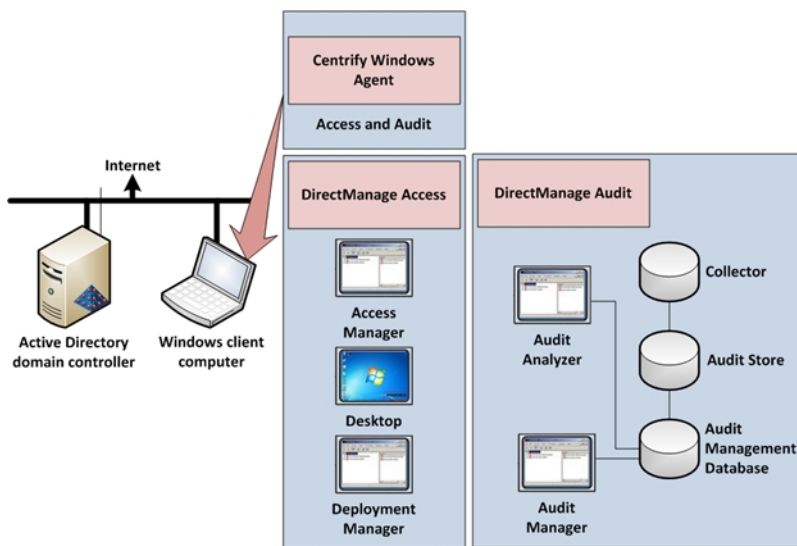 Centrify Windows
Agent
Access and Audit
Internet
Active Directory
domain controller
Windows client
computer
DirectManage Access
Access
Manager
Desktop
Deployment
Manager
DirectManage Audit
Audit
Analyzer
Audit
Manager
Collector
Audit Store
Audit
Management
Database